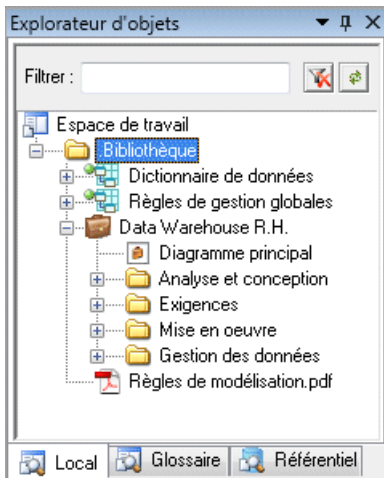 Explorateur d'objets
Filtrer :
Espace de travail
Bibliothèque
Dictionnaire de données
Règles de gestion globales
Data Warehouse R.H.
Diagramme principal
Analyse et conception
Exigences
Mise en oeuvre
Gestion des données
Règles de modélisation.pdf
Local Glossaire Référentiel